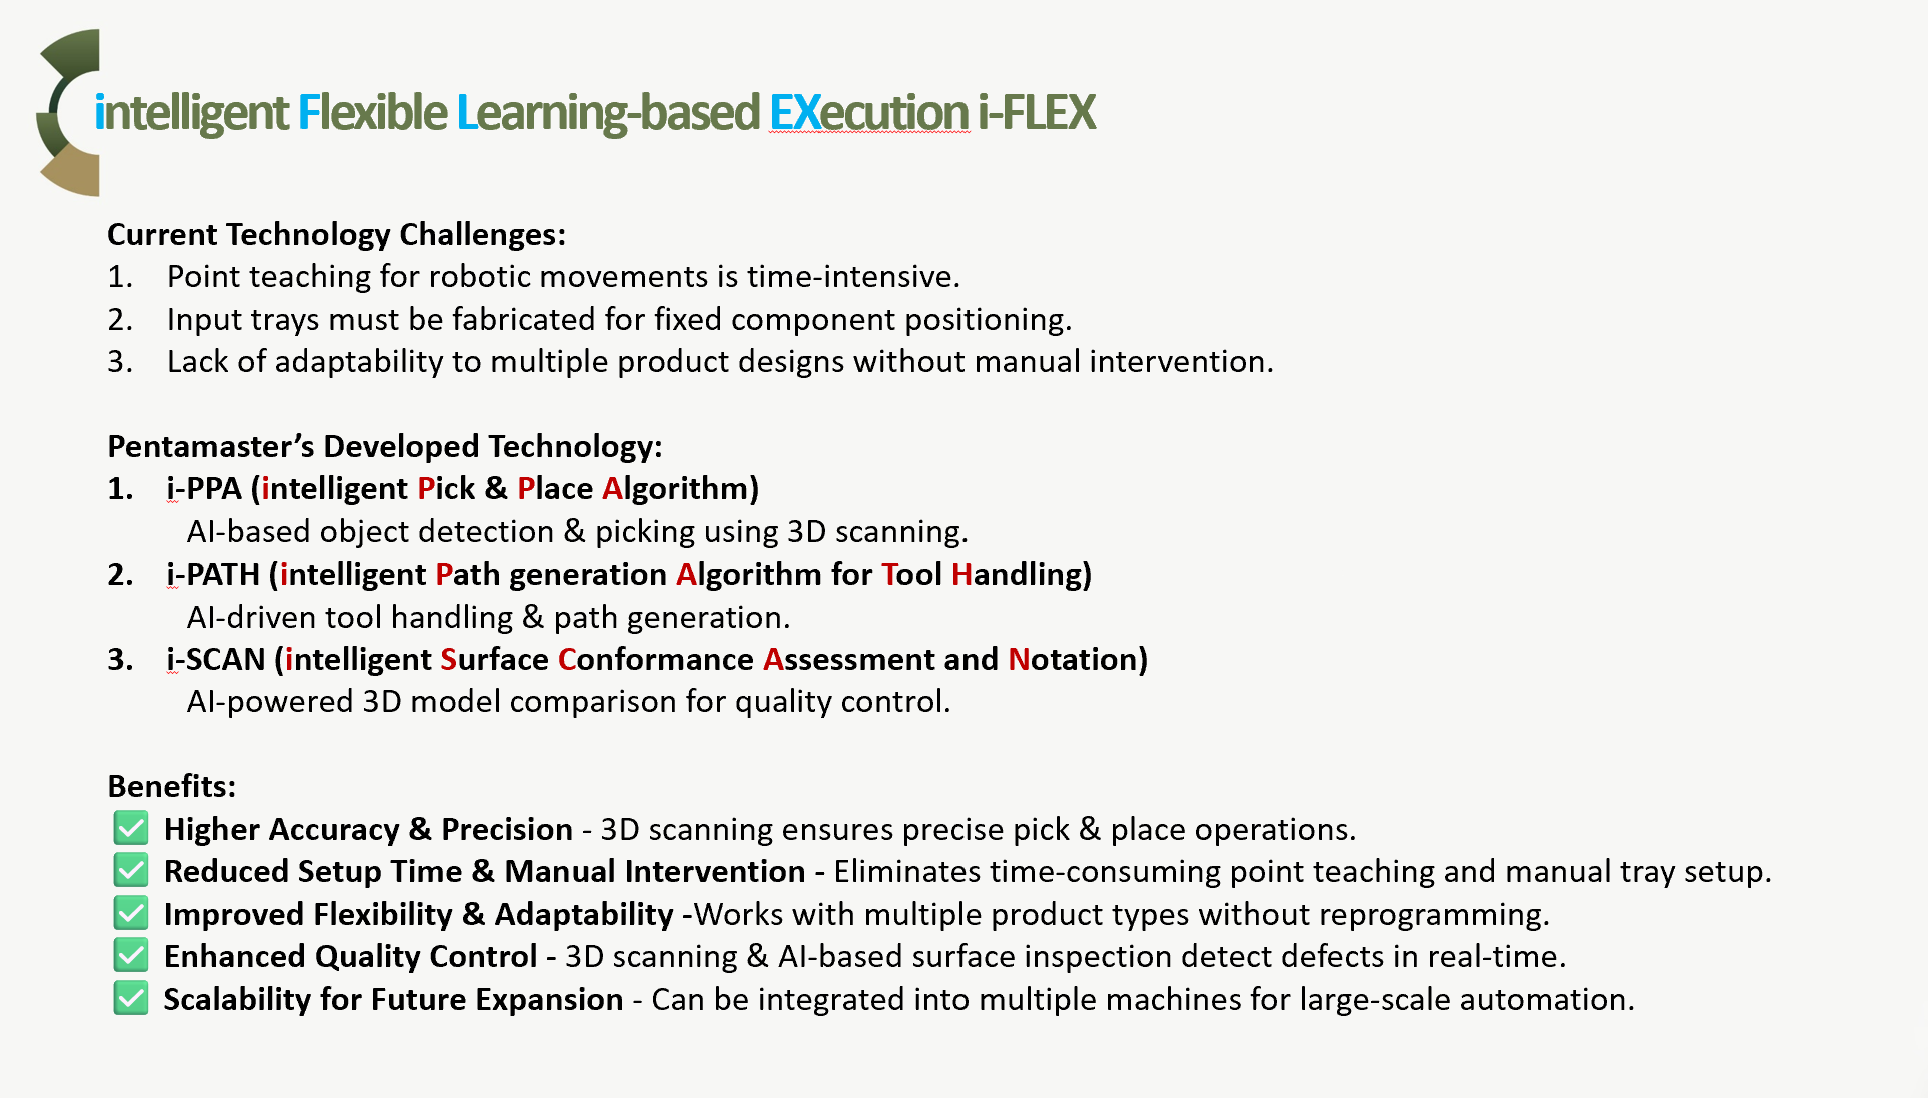 intelligent Flexible Learning-based EXecution i-FLEX
Current Technology Challenges:
1. Point teaching for robotic movements is time-intensive.
2. Input trays must be fabricated for fixed component positioning.
3. Lack of adaptability to multiple product designs without manual intervention.
Pentamaster’s Developed Technology:
1. i-PPA (intelligent Pick & Place Algorithm)
AI-based object detection & picking using 3D scanning.
2. i-PATH (intelligent Path generation Algorithm for Tool Handling)
AI-driven tool handling & path generation.
3. i-SCAN (intelligent Surface Conformance Assessment and Notation)
AI-powered 3D model comparison for quality control.
Benefits:
✅ Higher Accuracy & Precision - 3D scanning ensures precise pick & place operations.
✅ Reduced Setup Time & Manual Intervention - Eliminates time-consuming point teaching and manual tray setup.
✅ Improved Flexibility & Adaptability -Works with multiple product types without reprogramming.
✅ Enhanced Quality Control - 3D scanning & AI-based surface inspection detect defects in real-time.
✅ Scalability for Future Expansion - Can be integrated into multiple machines for large-scale automation.